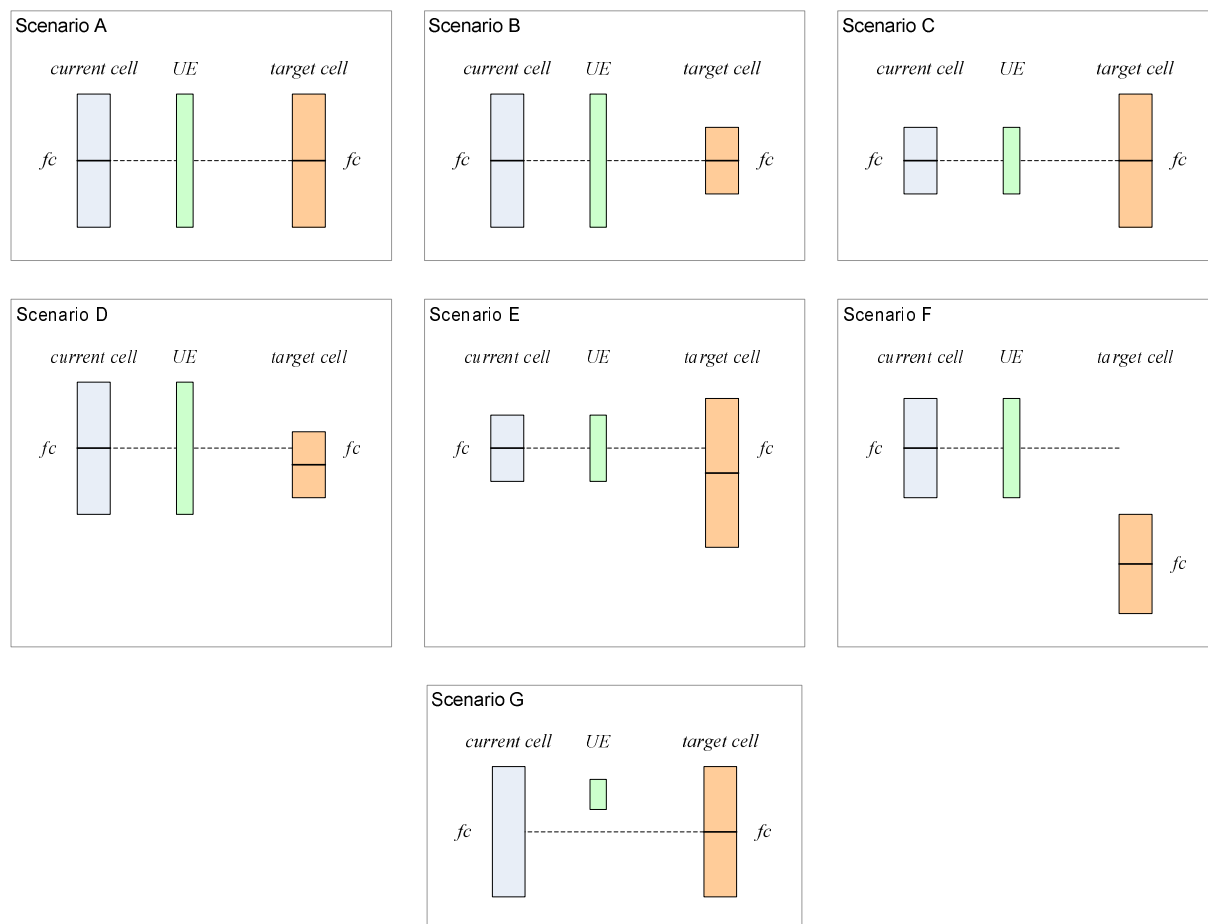 Scenario A
current cell UE target cell
fc fc
Scenario B
current cell UE target cell
fc fc
Scenario C
current cell UE target cell
fc fc
Scenario D
current cell UE target cell
fc fc
Scenario E
current cell UE target cell
fc fc
Scenario F
current cell UE target cell
fc
fc
Scenario G
current cell UE target cell
fc fc